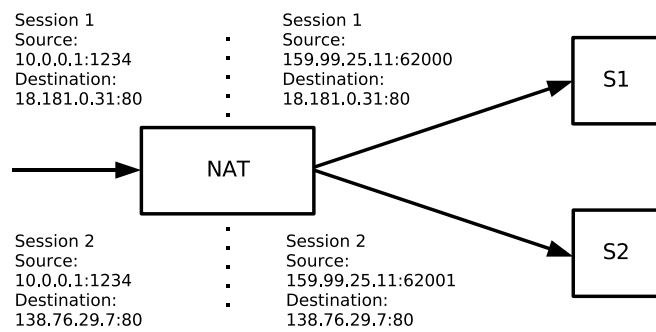 Session 1
Source:
10.0.0.1:1234
Destination:
18.181.0.31:80
Session 1
Source:
159.99.25.11:62000
Destination:
18.181.0.31:80
S1
NAT
Session 2
Source:
10.0.0.1:1234
Destination:
138.76.29.7:80
Session 2
Source:
159.99.25.11:62001
Destination:
138.76.29.7:80
S2